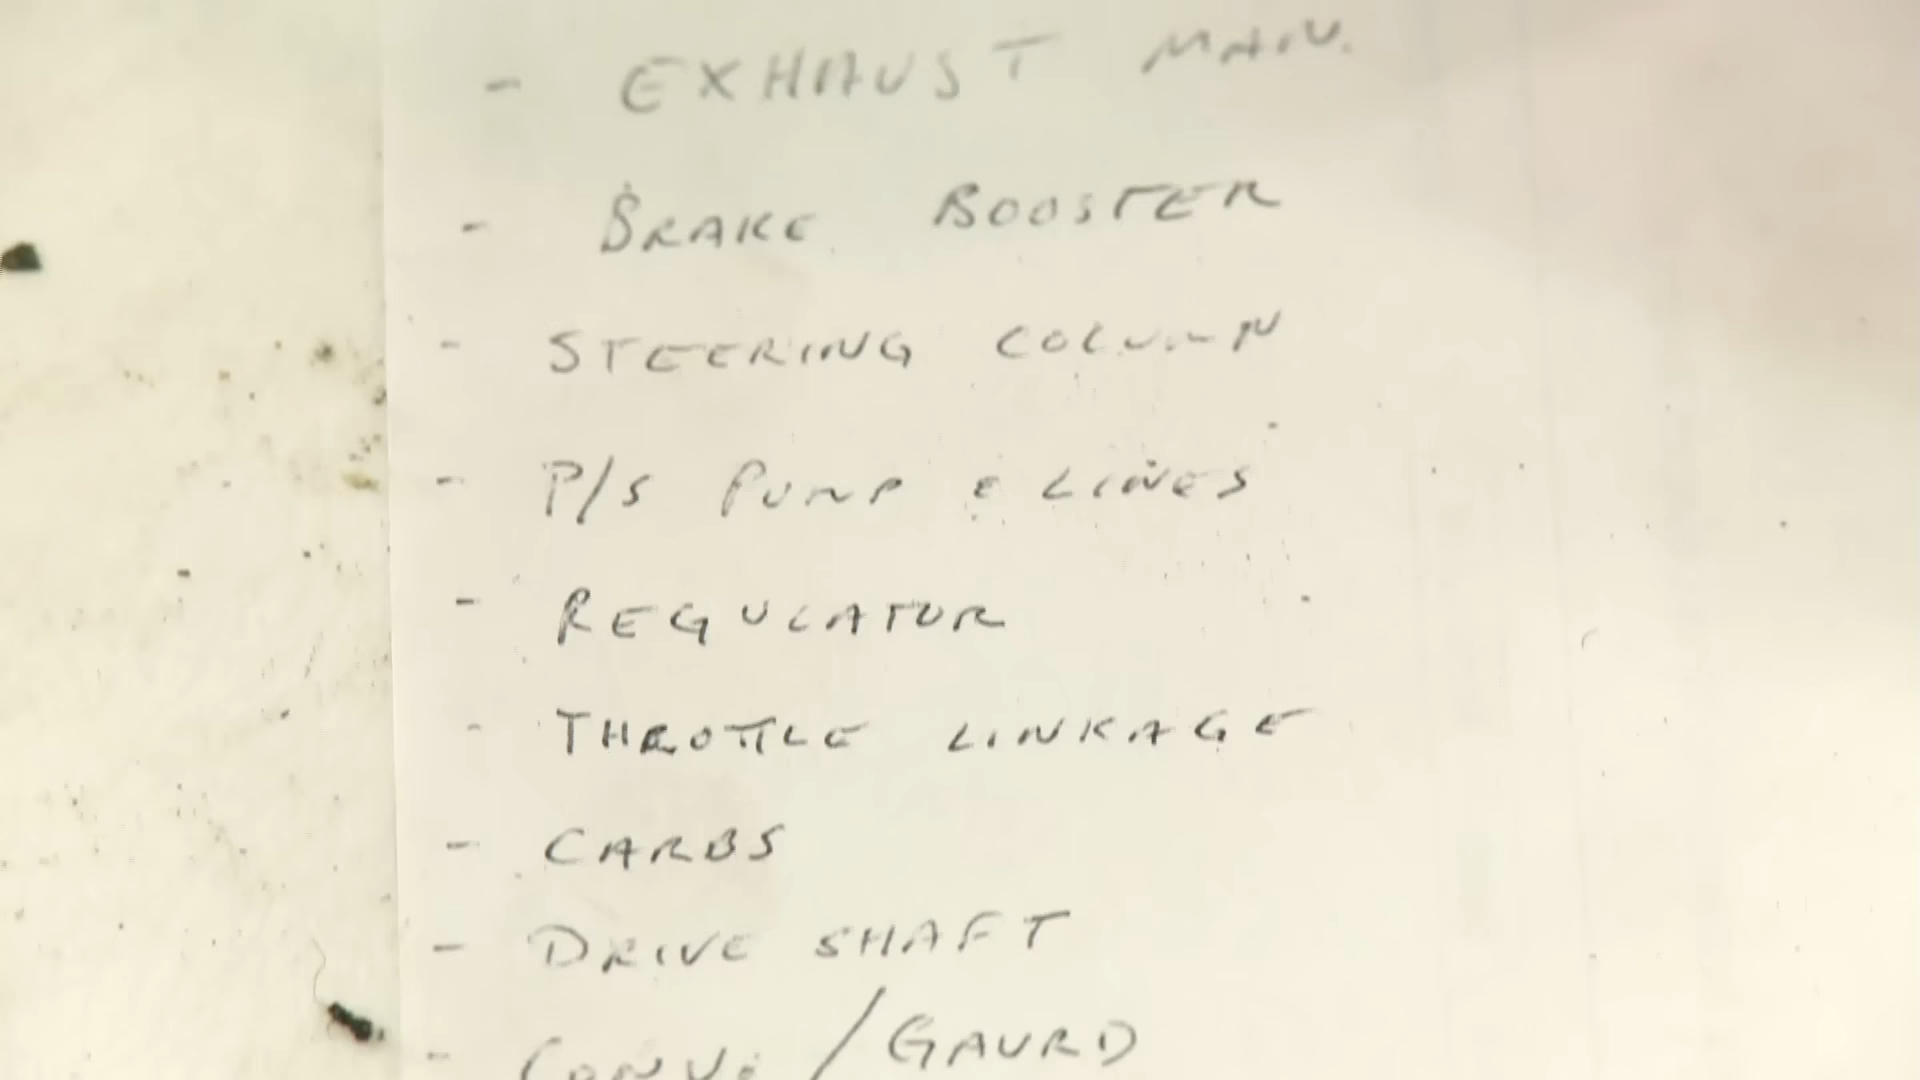 - EXHAUST MAN.
- BRAKE BOOSTER
- STEERING COLUMN
- P/S PUMP & LINES
- REGULATOR
- THROTTLE LINKAGE
- CARBS
- DRIVE SHAFT
- / GAURD